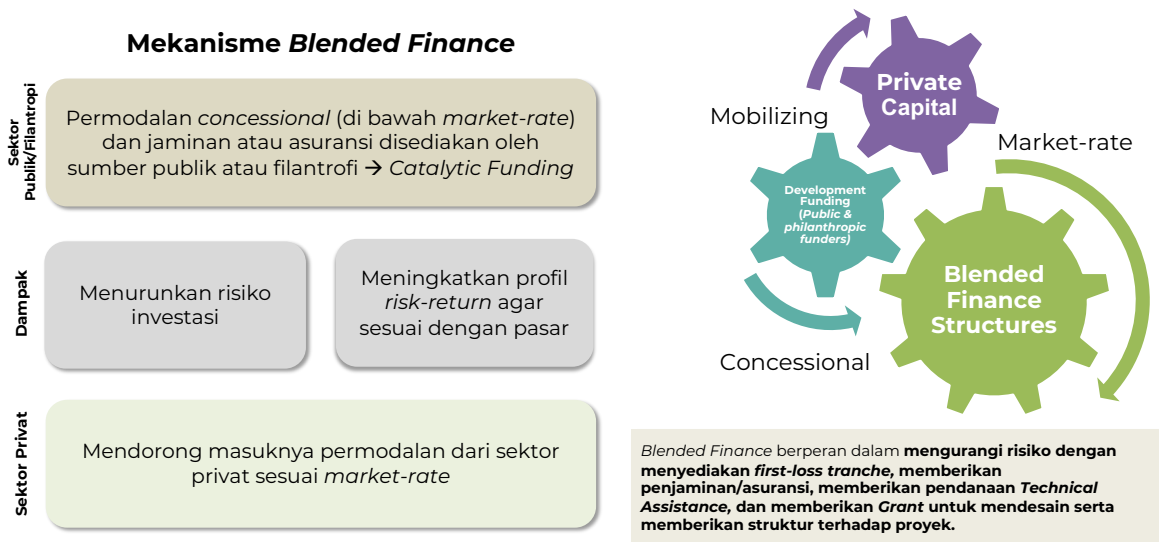 Mekanisme Blended Finance
Sektor
Publik/Filantropi
Permodalan concessional (di bawah market-rate)
dan jaminan atau asuransi disediakan oleh
sumber publik atau filantrofi → Catalytic Funding
Dampak
Menurunkan risiko
investasi
Meningkatkan profil
risk-return agar
sesuai dengan pasar
Sektor Privat
Mendorong masuknya permodalan dari sektor
privat sesuai market-rate
Private
Capital
Mobilizing
Market-rate
Development
Funding
(Public &
philanthropic
funders)
Blended
Finance
Structures
Concessional
Blended Finance berperan dalam mengurangi risiko dengan
menyediakan first-loss tranche, memberikan
penjaminan/asuransi, memberikan pendanaan Technical
Assistance, dan memberikan Grant untuk mendesain serta
memberikan struktur terhadap proyek.